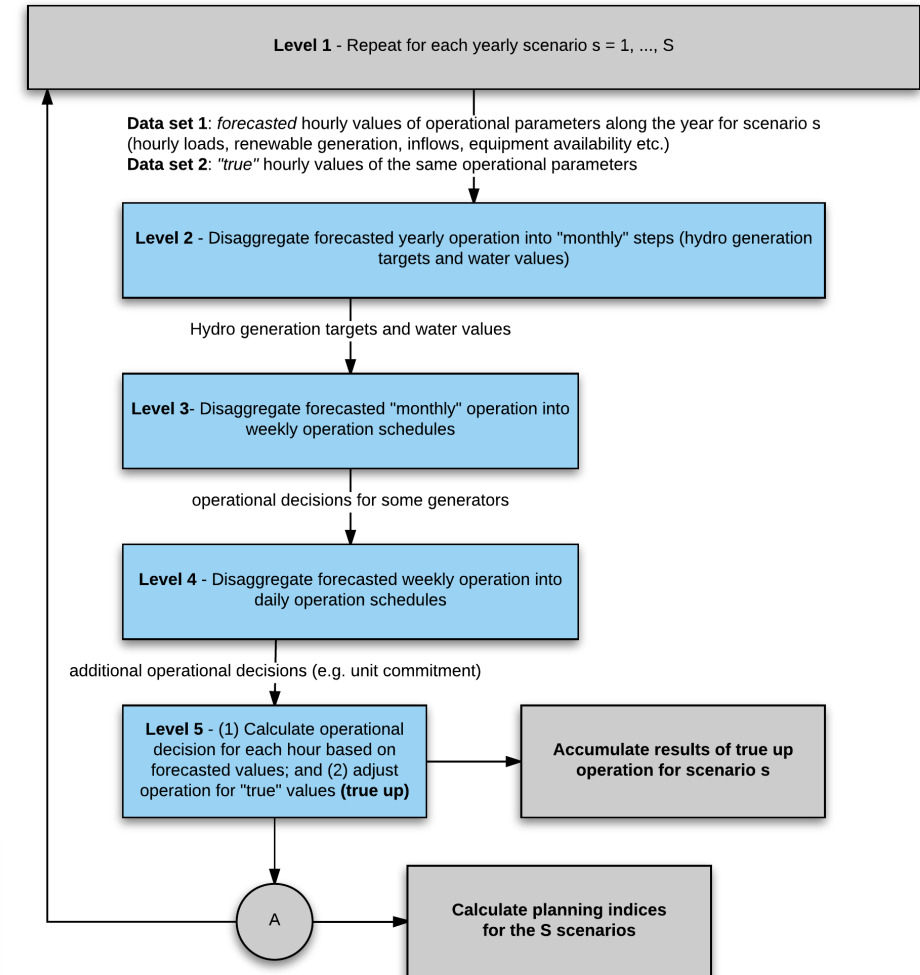 Level 1 - Repeat for each yearly scenario s = 1, ..., S
Data set 1: forecasted hourly values of operational parameters along the year for scenario s
(hourly loads, renewable generation, inflows, equipment availability etc.)
Data set 2: "true" hourly values of the same operational parameters
Level 2 - Disaggregate forecasted yearly operation into "monthly" steps (hydro generation
targets and water values)
Hydro generation targets and water values
Level 3- Disaggregate forecasted "monthly" operation into
weekly operation schedules
operational decisions for some generators
Level 4 - Disaggregate forecasted weekly operation into
daily operation schedules
additional operational decisions (e.g. unit commitment)
Level 5 - (1) Calculate operational
decision for each hour based on
forecasted values; and (2) adjust
operation for "true" values (true up)
Accumulate results of true up
operation for scenario s
A
Calculate planning indices
for the S scenarios